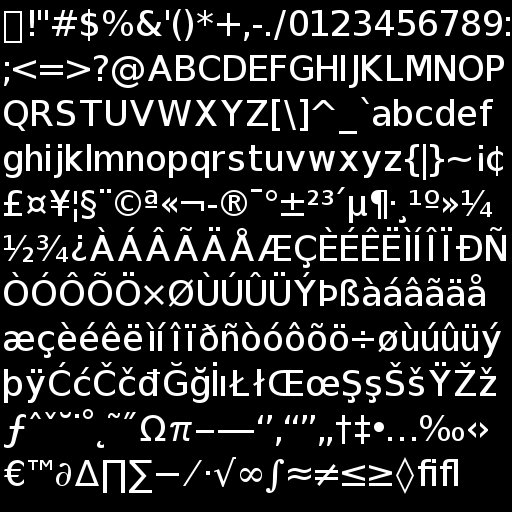 !"#$%&'()*+,-./0123456789:
;<=>?@ABCDEFGHIJKLMNOP
QRSTUVWXYZ[\]^_`abcdef
ghijklmnopqrstuvwxyz{|}~¡¢
£¤¥¦§¨©ª«¬-®¯°±²³´µ¶·¸¹º»¼
½¾¿ÀÁÂÃÄÅÆÇÈÉÊËÌÍÎÏÐÑ
ÒÓÔÕÖ×ØÙÚÛÜÝÞßàáâãäå
æçèéêëìíîïðñòóôõö÷øùúûüý
þÿĆćČčđĞğİıŁłŒœŞşŠšŸŽž
ƒˆˇ˘˙˚˛˜˝Ωπ–—‘’‚“”„†‡•…‰‹›
€™∂∆∏∑−⁄∙√∞∫≈≠≤≥◊ﬁﬂ